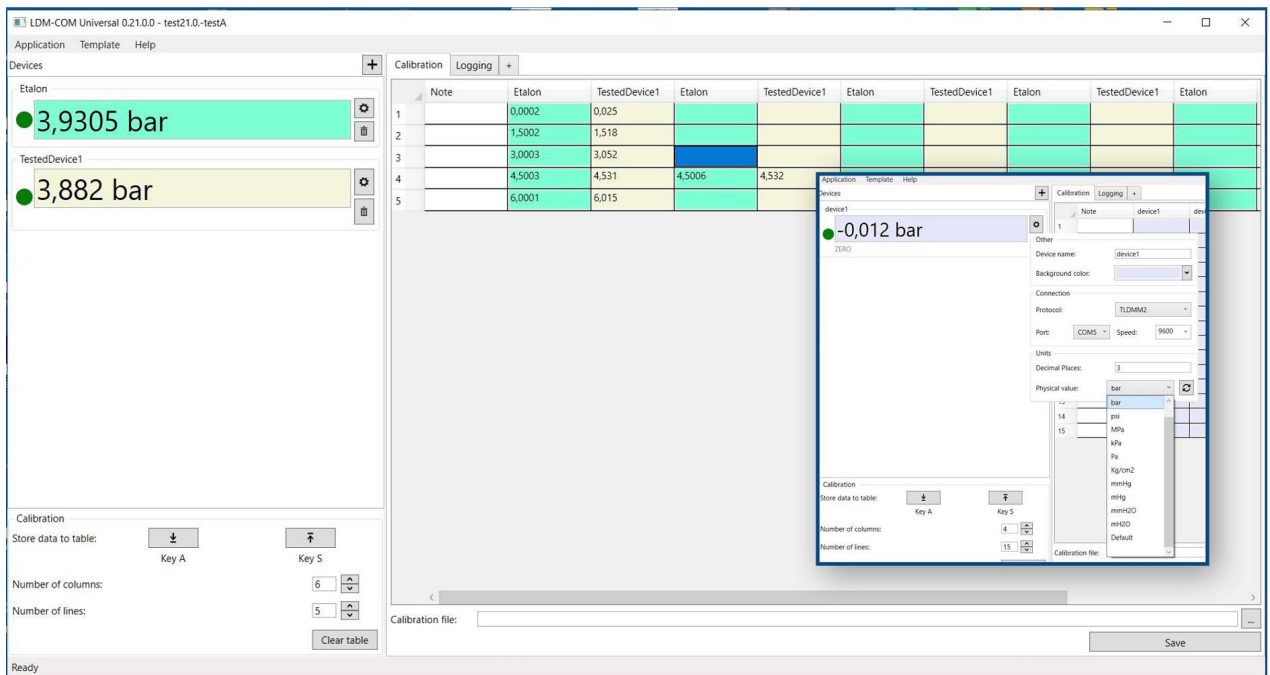 LDM-COM Universal 0.21.0.0 - test21.0.-testA
Application Template Help
Devices +
Etalon
3,9305 bar
TestedDevice1
3,882 bar
Calibration
Store data to table:
Key A Key S
Number of columns: 6
Number of lines: 5
Clear table
Ready
Calibration Logging +
Note Etalon TestedDevice1 Etalon TestedDevice1 Etalon TestedDevice1 Etalon TestedDevice1 Etalon
1 0,0002 0,025
2 1,5002 1,518
3 3,0003 3,052
4 4,5003 4,531 4,5006 4,532
5 6,0001 6,015
Calibration file: ...
Save
Application Template Help
Devices +
device1
-0,012 bar
ZERO
Calibration
Store data to table:
Key A Key S
Number of columns: 4
Number of lines: 15
Calibration Logging +
Note device1
1
Other
Device name: device1
Background color:
Connection
Protocol: TLDMM2
Port: COM5 Speed: 9600
Units
Decimal Places: 3
Physical value: bar
bar
14 psi
15 MPa
kPa
Pa
Kg/cm2
mmHg
mHg
mmH2O
mH2O
Default
Calibration file: